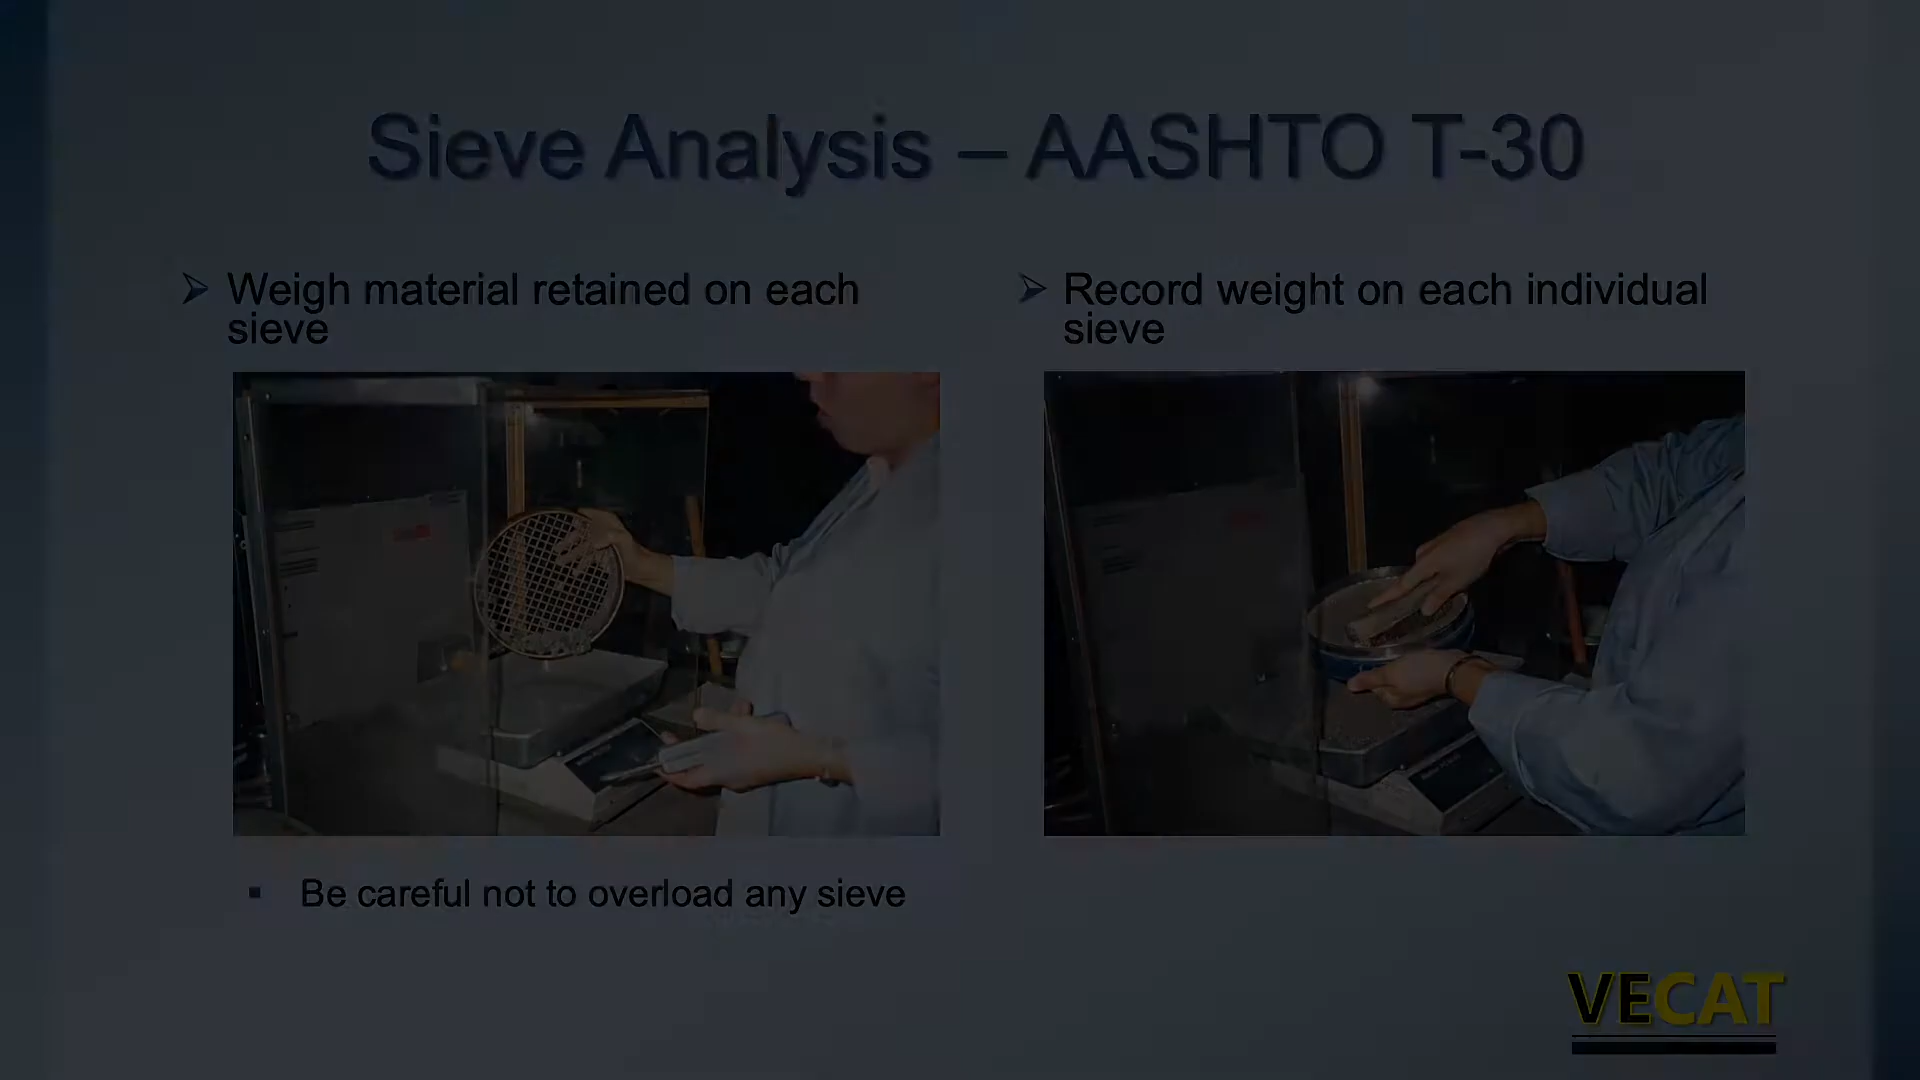 Sieve Analysis – AASHTO T-30
➢ Weigh material retained on each
sieve
➢ Record weight on each individual
sieve
▪ Be careful not to overload any sieve
VECAT